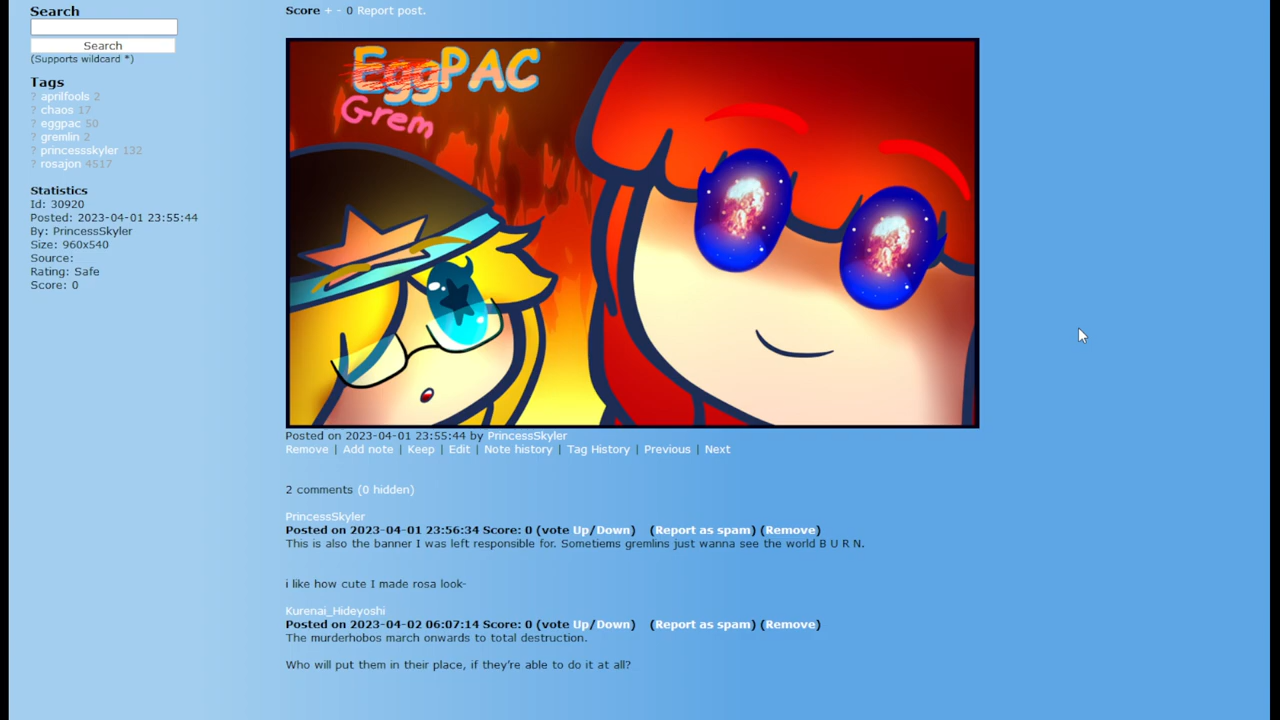 Search
Search
(Supports wildcard *)
Tags
? aprilfools 2
? chaos 17
? eggpac 50
? gremlin 2
? princessskyler 132
? rosajon 4517
Statistics
Id: 30920
Posted: 2023-04-01 23:55:44
By: PrincessSkyler
Size: 960x540
Source:
Rating: Safe
Score: 0
Score + - 0 Report post.
EggPAC
Grem
Posted on 2023-04-01 23:55:44 by PrincessSkyler
Remove | Add note | Keep | Edit | Note history | Tag History | Previous | Next
2 comments (0 hidden)
PrincessSkyler
Posted on 2023-04-01 23:56:34 Score: 0 (vote Up/Down) (Report as spam) (Remove)
This is also the banner I was left responsible for. Sometiems gremlins just wanna see the world B U R N.
i like how cute I made rosa look-
Kurenai_Hideyoshi
Posted on 2023-04-02 06:07:14 Score: 0 (vote Up/Down) (Report as spam) (Remove)
The murderhobos march onwards to total destruction.
Who will put them in their place, if they're able to do it at all?